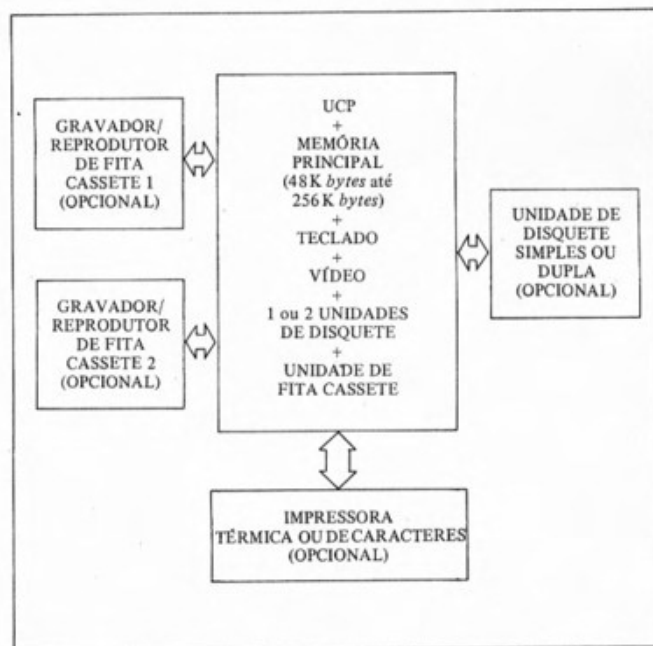 GRAVADOR/
REPRODUTOR
DE FITA
CASSETE 1
(OPCIONAL)
GRAVADOR/
REPRODUTOR
DE FITA
CASSETE 2
(OPCIONAL)
UCP
+
MEMÓRIA
PRINCIPAL
(48K bytes até
256K bytes)
+
TECLADO
+
VÍDEO
+
1 ou 2 UNIDADES
DE DISQUETE
+
UNIDADE DE
FITA CASSETE
UNIDADE DE
DISQUETE
SIMPLES OU
DUPLA
(OPCIONAL)
IMPRESSORA
TÉRMICA OU DE CARACTERES
(OPCIONAL)